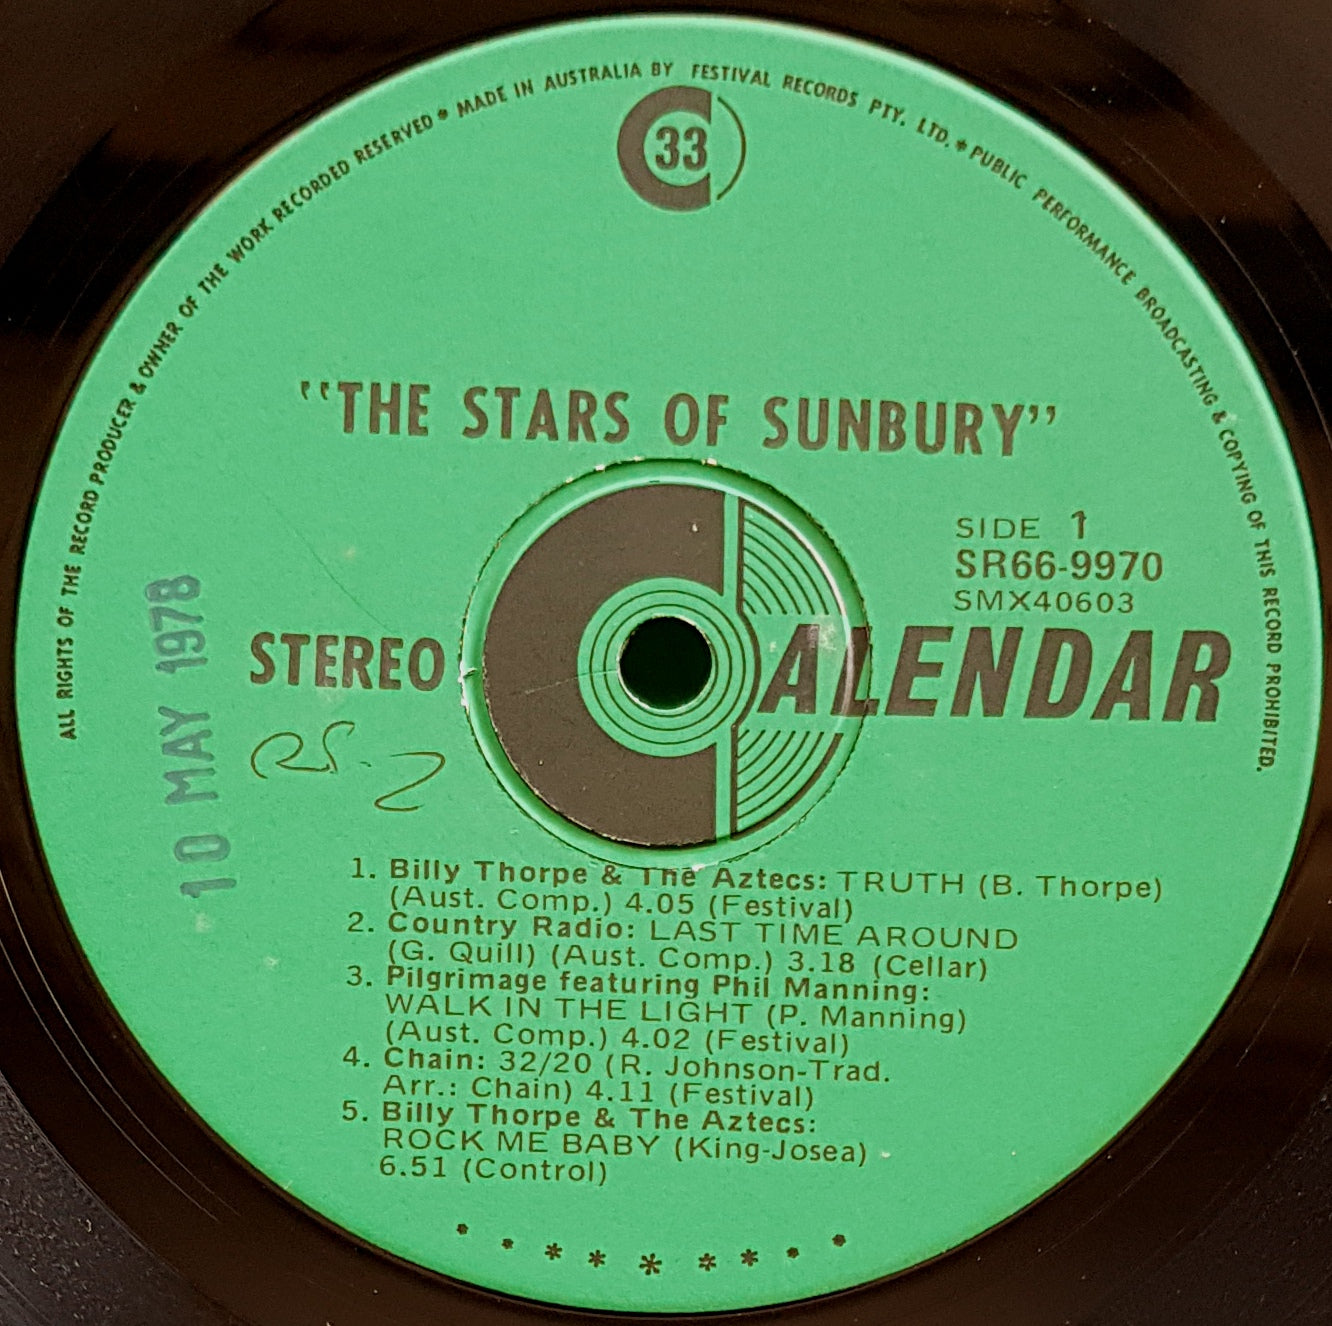 ALL RIGHTS OF THE RECORD PRODUCER & OWNER OF THE WORK RECORDED RESERVED * MADE IN AUSTRALIA BY FESTIVAL RECORDS PTY. LTD. * PUBLIC PERFORMANCE BROADCASTING & COPYING OF THIS RECORD PROHIBITED.
33
"THE STARS OF SUNBURY"
SIDE 1
SR66-9970
SMX40603
STEREO
CALENDAR
10 MAY 1978
1. Billy Thorpe & The Aztecs: TRUTH (B. Thorpe)
(Aust. Comp.) 4.05 (Festival)
2. Country Radio: LAST TIME AROUND
(G. Quill) (Aust. Comp.) 3.18 (Cellar)
3. Pilgrimage featuring Phil Manning:
WALK IN THE LIGHT (P. Manning)
(Aust. Comp.) 4.02 (Festival)
4. Chain: 32/20 (R. Johnson-Trad.
Arr.: Chain) 4.11 (Festival)
5. Billy Thorpe & The Aztecs:
ROCK ME BABY (King-Josea)
6.51 (Control)
* * * * * * * * *